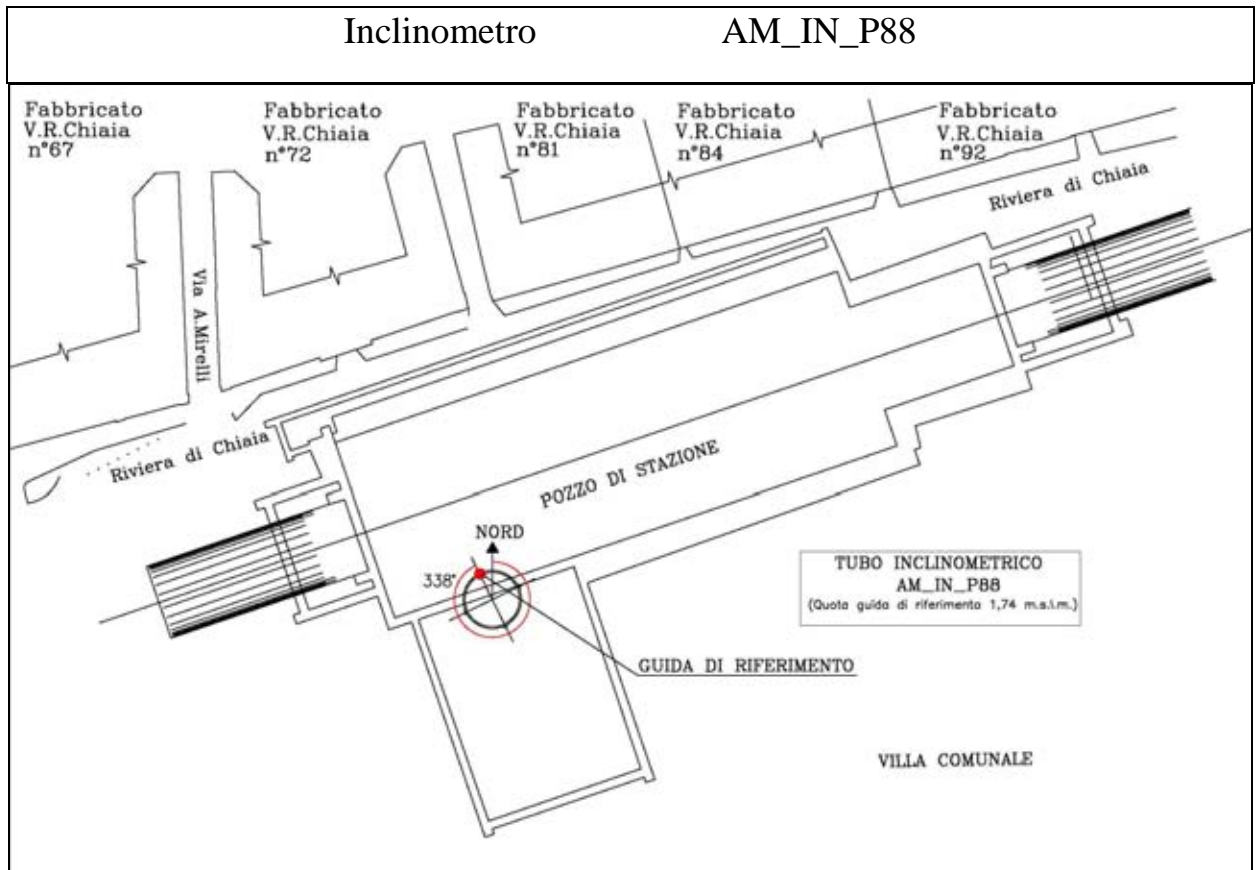 Inclinometro AM_IN_P88
Fabbricato
V.R.Chiaia
n°67
Fabbricato
V.R.Chiaia
n°72
Fabbricato
V.R.Chiaia
n°81
Fabbricato
V.R.Chiaia
n°84
Fabbricato
V.R.Chiaia
n°92
Riviera di Chiaia
Via A.Mirelli
Riviera di Chiaia
POZZO DI STAZIONE
NORD
338°
TUBO INCLINOMETRICO
AM_IN_P88
(Quota guida di riferimento 1,74 m.s.l.m.)
GUIDA DI RIFERIMENTO
VILLA COMUNALE